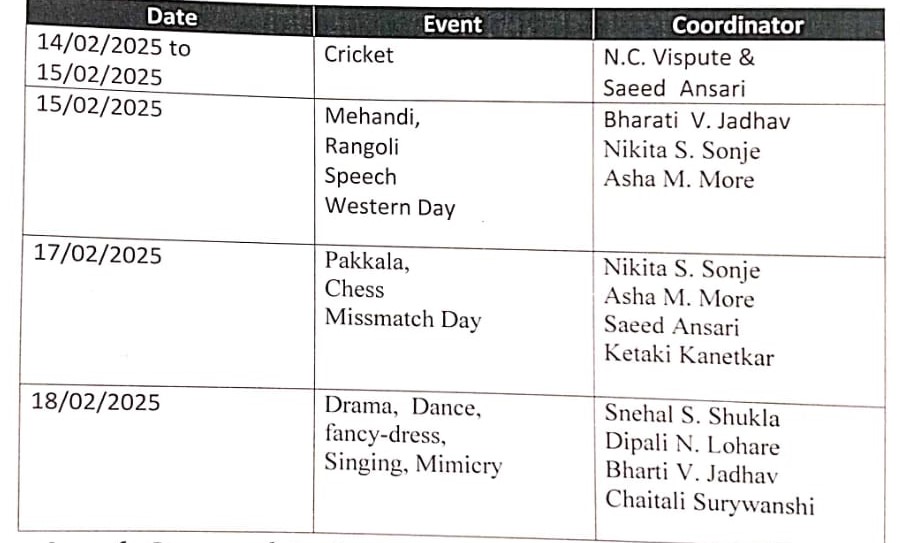 Date Event Coordinator
14/02/2025 to Cricket N.C. Vispute &
15/02/2025 Saeed Ansari
15/02/2025 Mehandi, Bharati V. Jadhav
Rangoli Nikita S. Sonje
Speech Asha M. More
Western Day
17/02/2025 Pakkala, Nikita S. Sonje
Chess Asha M. More
Missmatch Day Saeed Ansari
Ketaki Kanetkar
18/02/2025 Drama, Dance, Snehal S. Shukla
fancy-dress, Dipali N. Lohare
Singing, Mimicry Bharti V. Jadhav
Chaitali Surywanshi